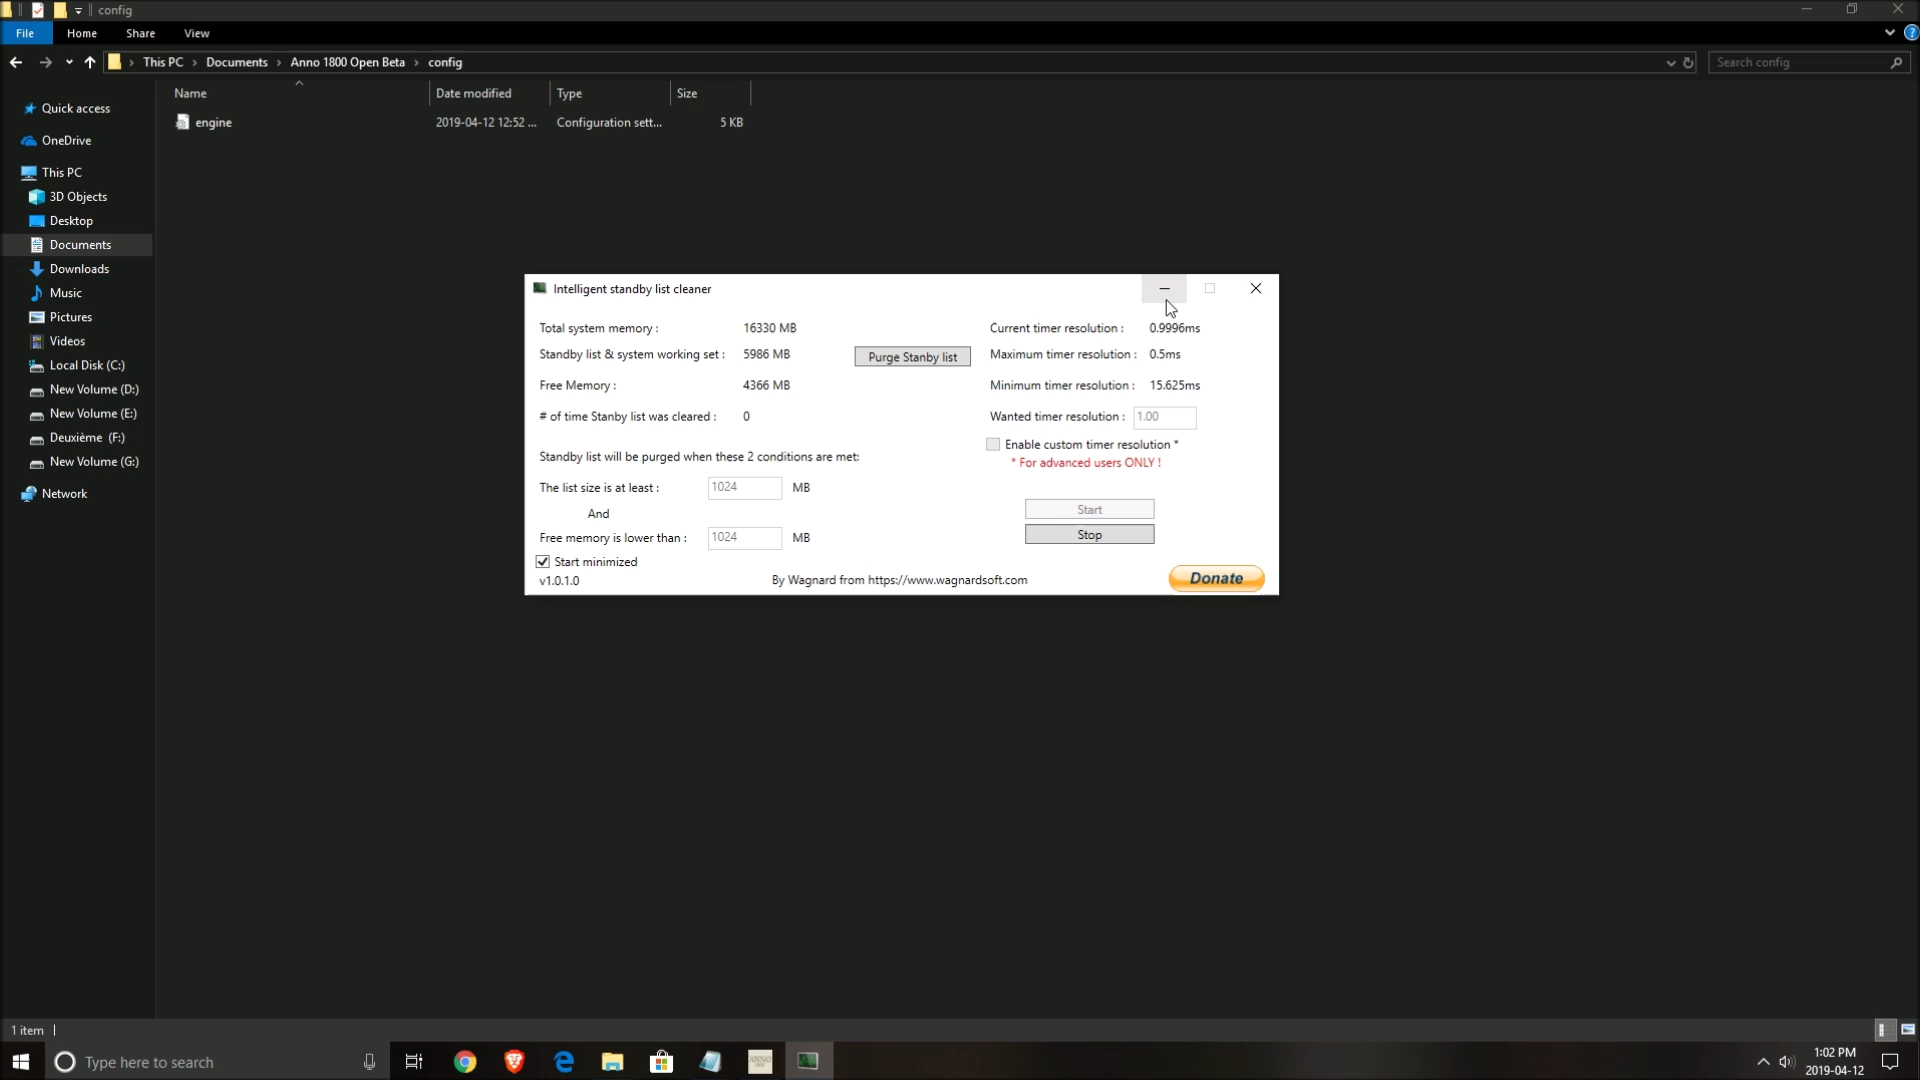 config
File Home Share View
This PC Documents Anno 1800 Open Beta config Search config
Name Date modified Type Size
engine 2019-04-12 12:52 ... Configuration sett... 5 KB
Quick access
OneDrive
This PC
3D Objects
Desktop
Documents
Downloads
Music
Pictures
Videos
Local Disk (C:)
New Volume (D:)
New Volume (E:)
Deuxième (F:)
New Volume (G:)
Network
Intelligent standby list cleaner
Total system memory : 16330 MB
Standby list & system working set : 5986 MB
Purge Stanby list
Free Memory : 4366 MB
# of time Stanby list was cleared : 0
Standby list will be purged when these 2 conditions are met:
The list size is at least : 1024 MB
And
Free memory is lower than : 1024 MB
Start minimized
v1.0.1.0
Current timer resolution : 0.9996ms
Maximum timer resolution : 0.5ms
Minimum timer resolution : 15.625ms
Wanted timer resolution : 1.00
Enable custom timer resolution *
* For advanced users ONLY !
Start
Stop
By Wagnard from https://www.wagnardsoft.com
Donate
1 item
Type here to search
1:02 PM
2019-04-12